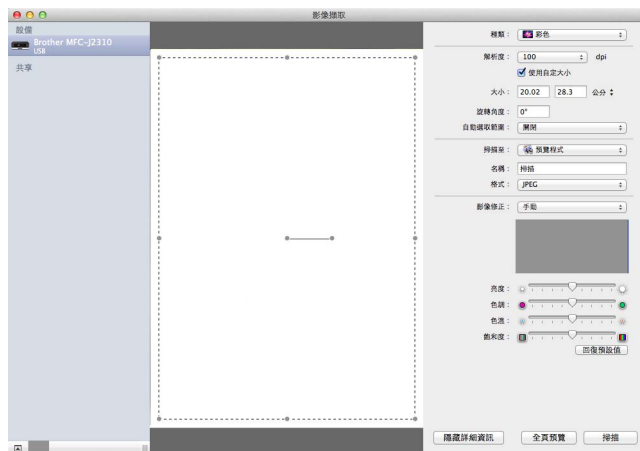 影像擷取
設備
Brother MFC-J2310
USB
共享
種類： 彩色
解析度： 100 dpi
使用自定大小
大小： 20.02 28.3 公分
旋轉角度： 0°
自動選取範圍： 關閉
掃描至： 預覽程式
名稱： 掃描
格式： JPEG
影像修正： 手動
亮度：
色調：
色溫：
飽和度：
回復預設值
隱藏詳細資訊 全頁預覽 掃描